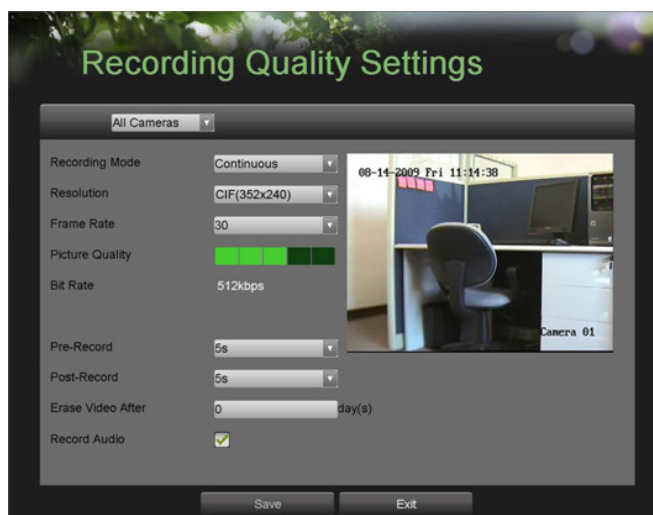 Recording Quality Settings
All Cameras
Recording Mode Continuous
Resolution CIF(352x240)
Frame Rate 30
Picture Quality
Bit Rate 512kbps
Pre-Record 5s
Post-Record 5s
Erase Video After 0 day(s)
Record Audio
08-14-2009 Fri 11:14:38
Camera 01
Save Exit